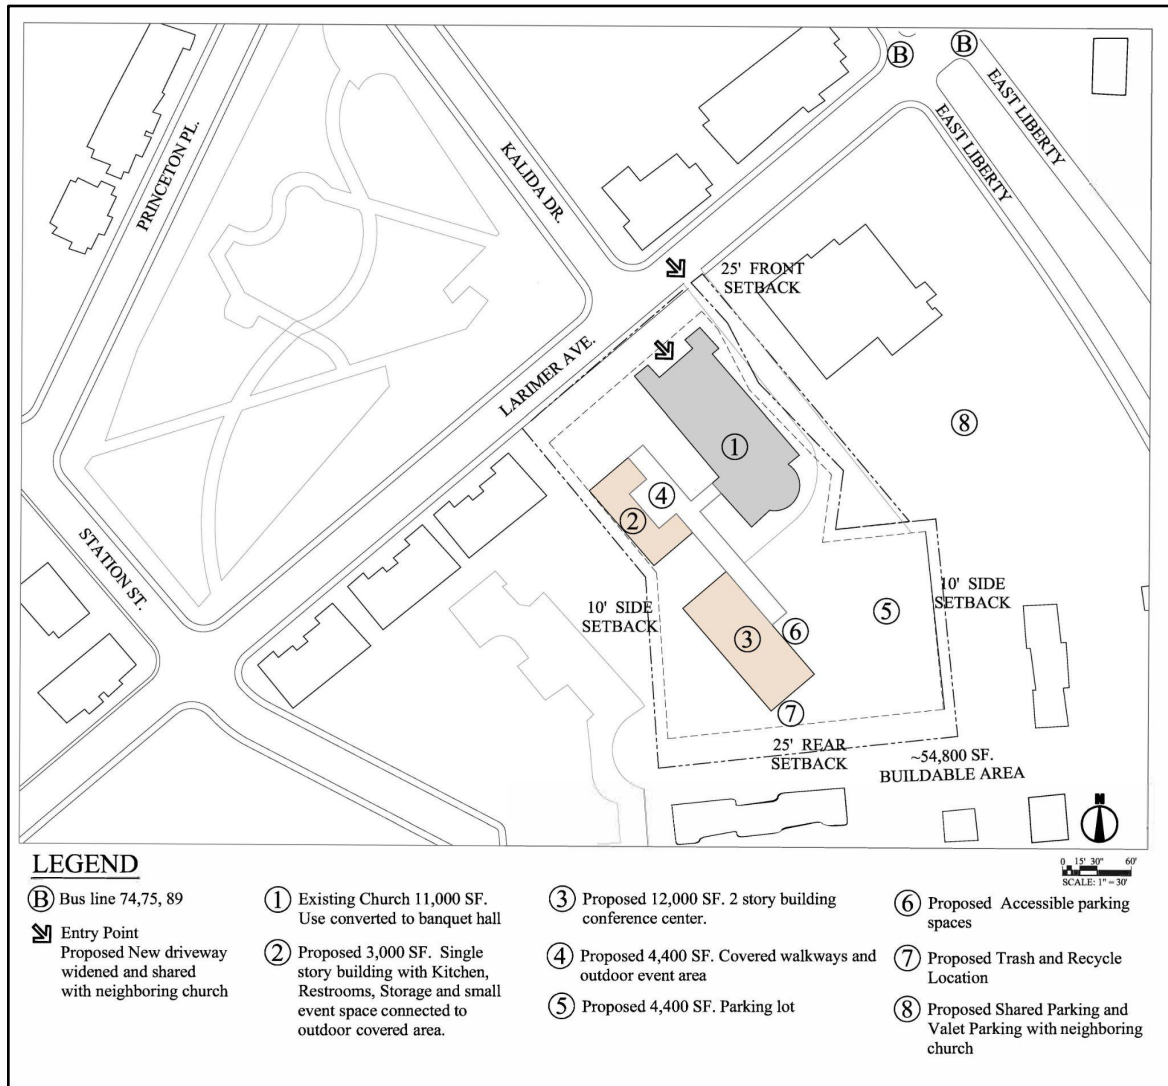 B
B
EAST LIBERTY
EAST LIBERTY
PRINCETON PL.
KALIDA DR.
25' FRONT
SETBACK
LARIMER AVE.
1
8
4
2
STATION ST.
10' SIDE
SETBACK
10' SIDE
SETBACK
5
6
3
7
25' REAR
SETBACK
~54,800 SF.
BUILDABLE AREA
N
0 15' 30" 60'
SCALE: 1" = 30'
LEGEND
B Bus line 74,75, 89
Entry Point
Proposed New driveway
widened and shared
with neighboring church
1 Existing Church 11,000 SF.
Use converted to banquet hall
2 Proposed 3,000 SF. Single
story building with Kitchen,
Restrooms, Storage and small
event space connected to
outdoor covered area.
3 Proposed 12,000 SF. 2 story building
conference center.
4 Proposed 4,400 SF. Covered walkways and
outdoor event area
5 Proposed 4,400 SF. Parking lot
6 Proposed Accessible parking
spaces
7 Proposed Trash and Recycle
Location
8 Proposed Shared Parking and
Valet Parking with neighboring
church